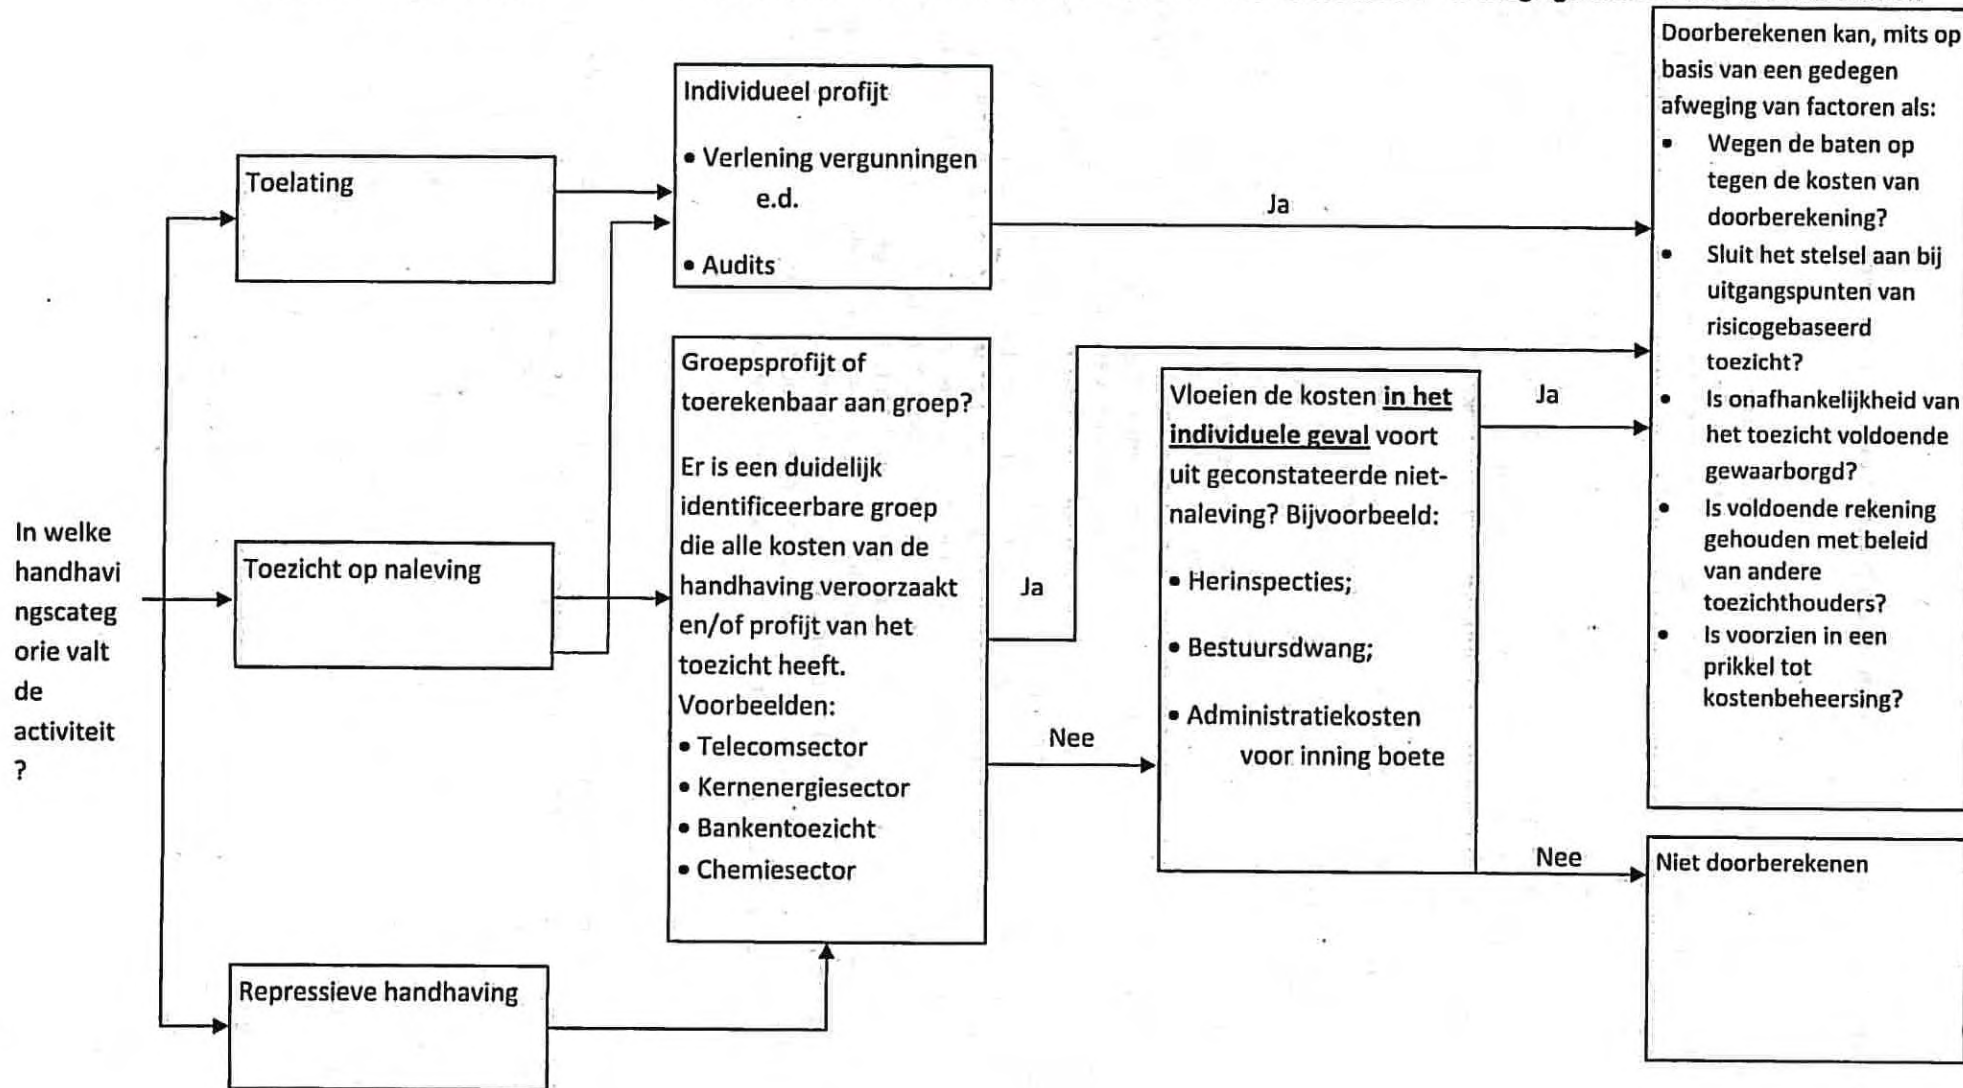 In welke
handhavi
ngscateg
orie valt
de
activiteit
?
Toelating
Toezicht op naleving
Repressieve handhaving
Individueel profijt
• Verlening vergunningen
e.d.
• Audits
Groepsprofijt of
toerekenbaar aan groep?
Er is een duidelijk
identificeerbare groep
die alle kosten van de
handhaving veroorzaakt
en/of profijt van het
toezicht heeft.
Voorbeelden:
• Telecomsector
• Kernenergiesector
• Bankentoezicht
• Chemiesector
Ja
Ja
Nee
Vloeien de kosten in het
individuele geval voort
uit geconstateerde niet-
naleving? Bijvoorbeeld:
• Herinspecties;
• Bestuursdwang;
• Administratiekosten
voor inning boete
Ja
Nee
Doorberekenen kan, mits op
basis van een gedegen
afweging van factoren als:
• Wegen de baten op
tegen de kosten van
doorberekening?
• Sluit het stelsel aan bij
uitgangspunten van
risicogebaseerd
toezicht?
• Is onafhankelijkheid van
het toezicht voldoende
gewaarborgd?
• Is voldoende rekening
gehouden met beleid
van andere
toezichthouders?
• Is voorzien in een
prikkel tot
kostenbeheersing?
Niet doorberekenen